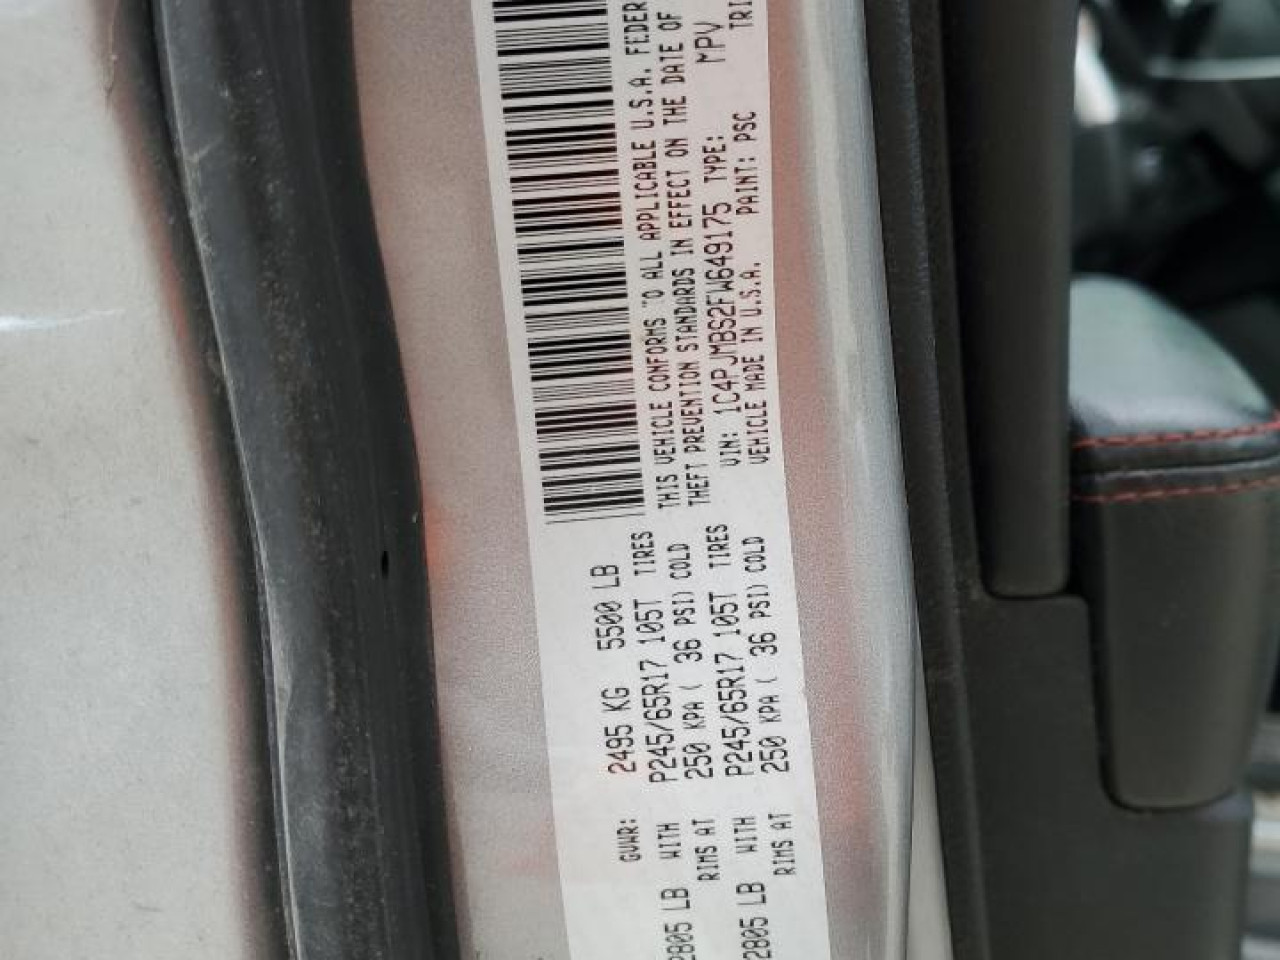 GVWR: 2495 KG 5500 LB
2805 LB WITH P245/65R17 105T TIRES
RIMS AT 250 KPA ( 36 PSI) COLD
2805 LB WITH P245/65R17 105T TIRES
RIMS AT 250 KPA ( 36 PSI) COLD
THIS VEHICLE CONFORMS TO ALL APPLICABLE U.S.A. FEDER
THEFT PREVENTION STANDARDS IN EFFECT ON THE DATE OF
VIN: 1C4PJMBS2FW649175 TYPE: MPV
VEHICLE MADE IN U.S.A. PAINT: PSC TRI